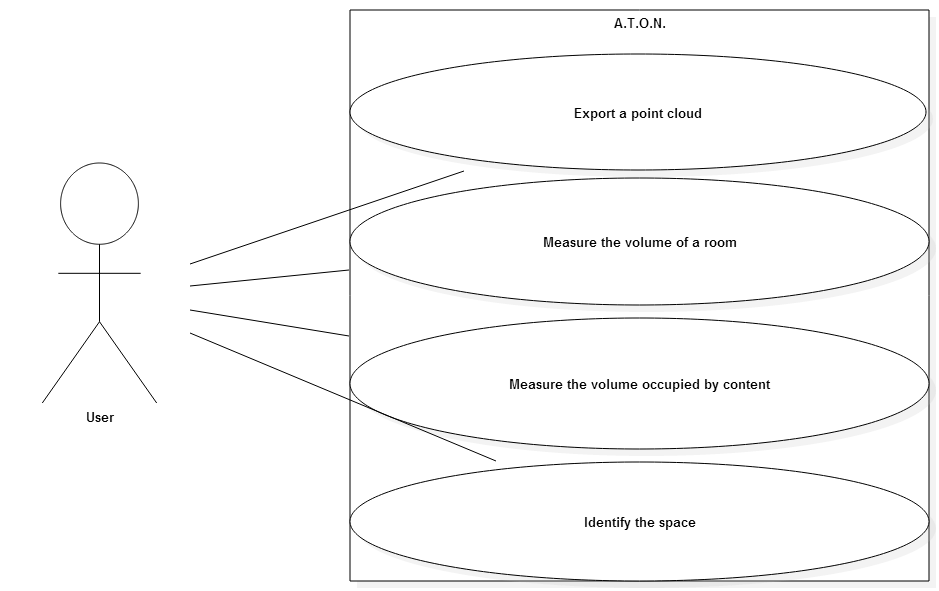 A.T.O.N.
Export a point cloud
Measure the volume of a room
Measure the volume occupied by content
User
Identify the space